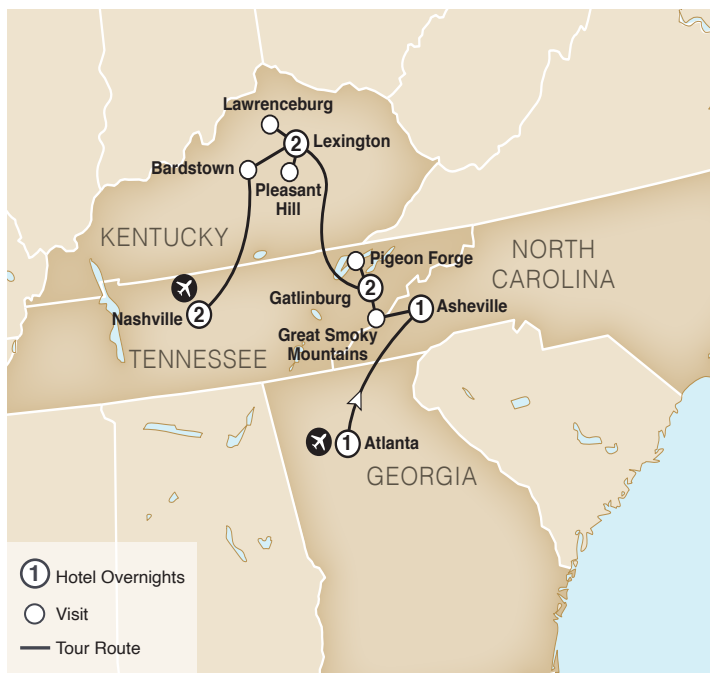 Lawrenceburg
2
Lexington
Bardstown
Pleasant
Hill
KENTUCKY
NORTH
CAROLINA
Pigeon Forge
Gatlinburg
2
1
Asheville
Nashville
2
Great Smoky
Mountains
TENNESSEE
1
Atlanta
GEORGIA
1 Hotel Overnights
Visit
Tour Route